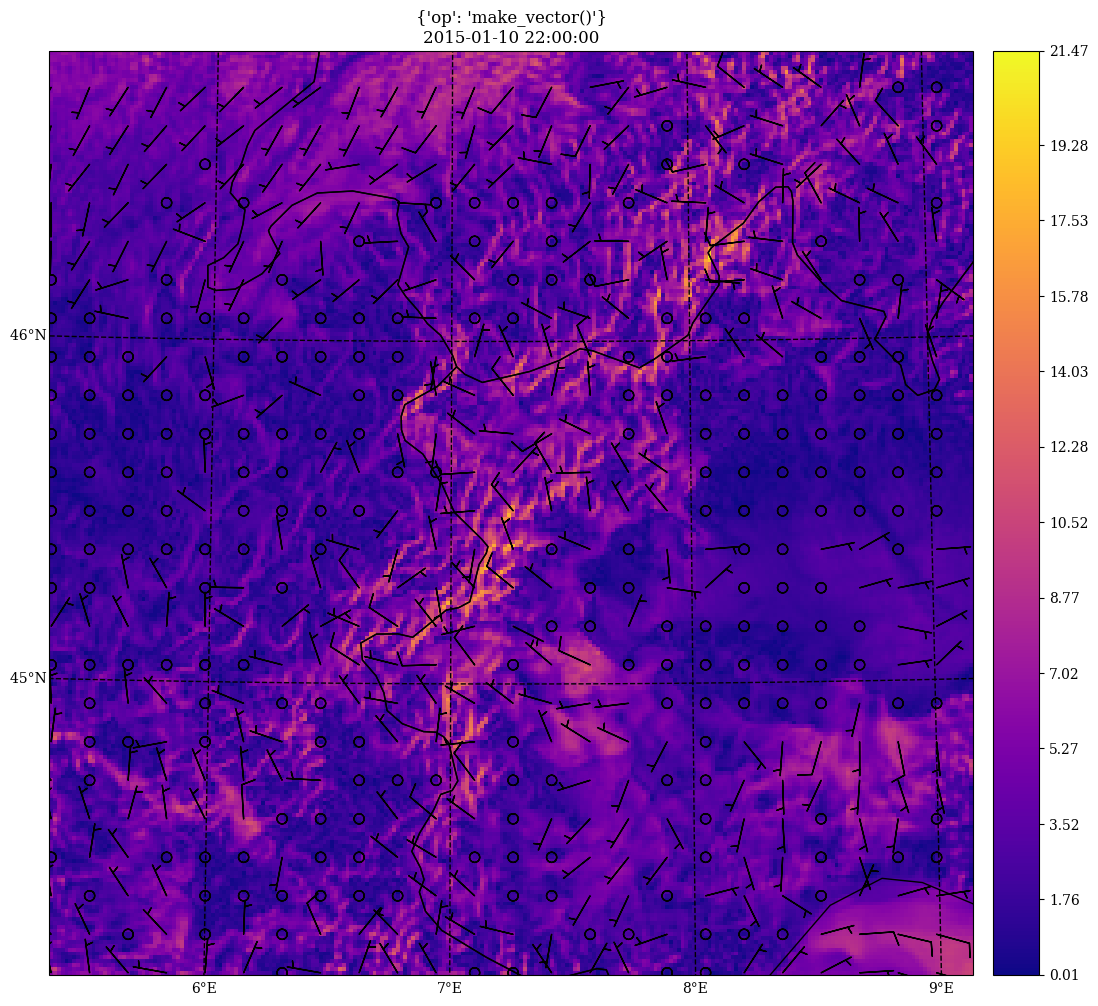 {'op': 'make_vector()'}
2015-01-10 22:00:00
21.47
19.28
17.53
15.78
14.03
12.28
10.52
8.77
7.02
5.27
3.52
1.76
0.01
46°N
45°N
6°E
7°E
8°E
9°E